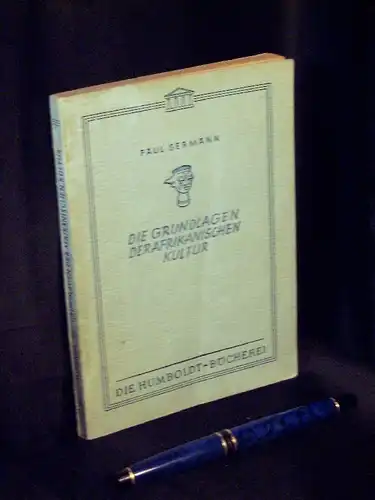 PAUL GERMANN
DIE GRUNDLAGEN
DER AFRIKANISCHEN
KULTUR
DIE HUMBOLDT-BÜCHEREI